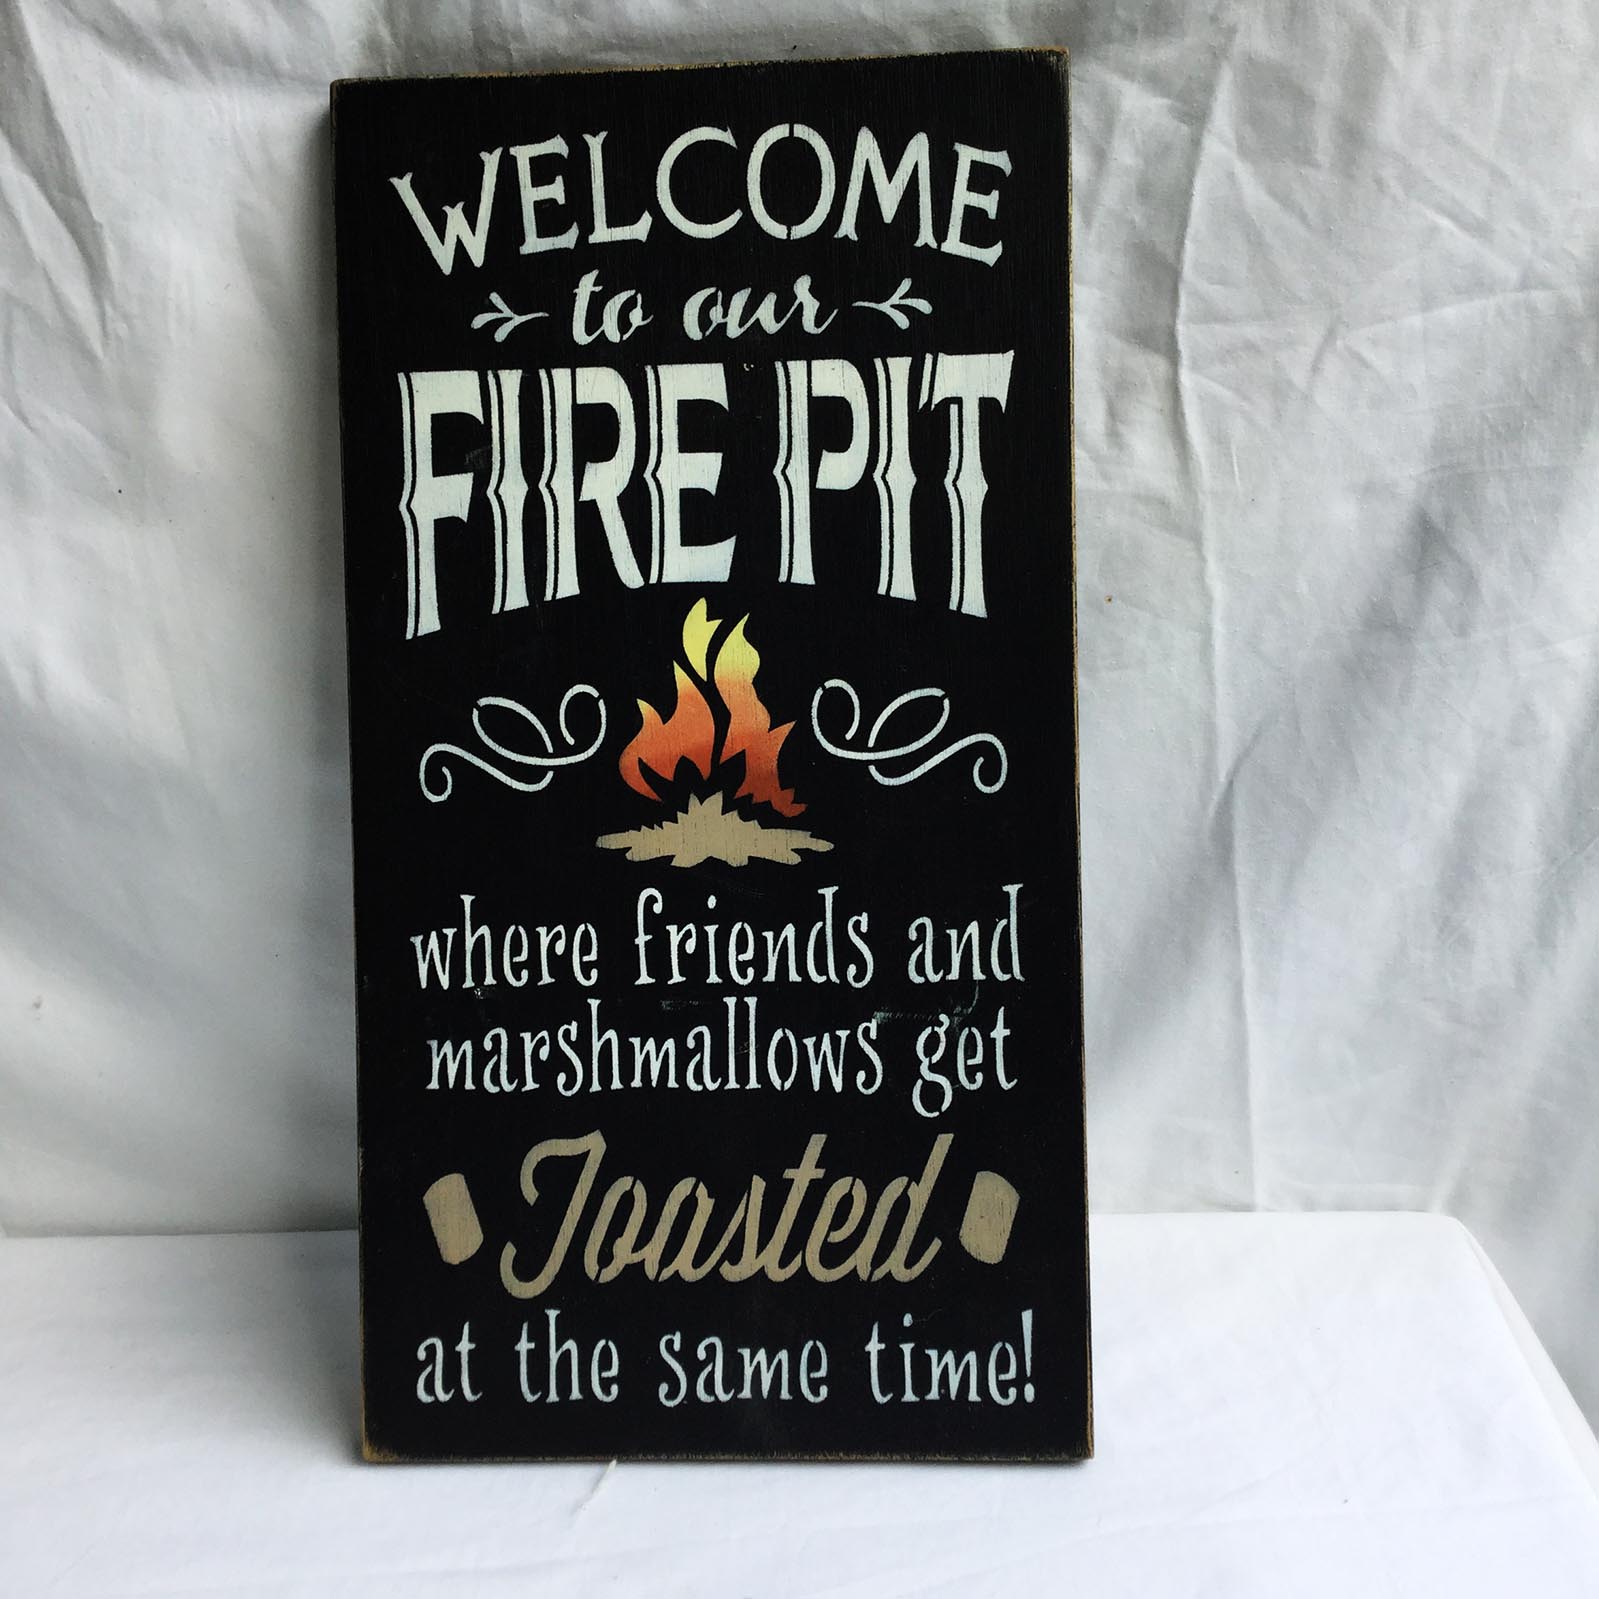 WELCOME
to our
FIRE PIT
where friends and
marshmallows get
Toasted
at the same time!